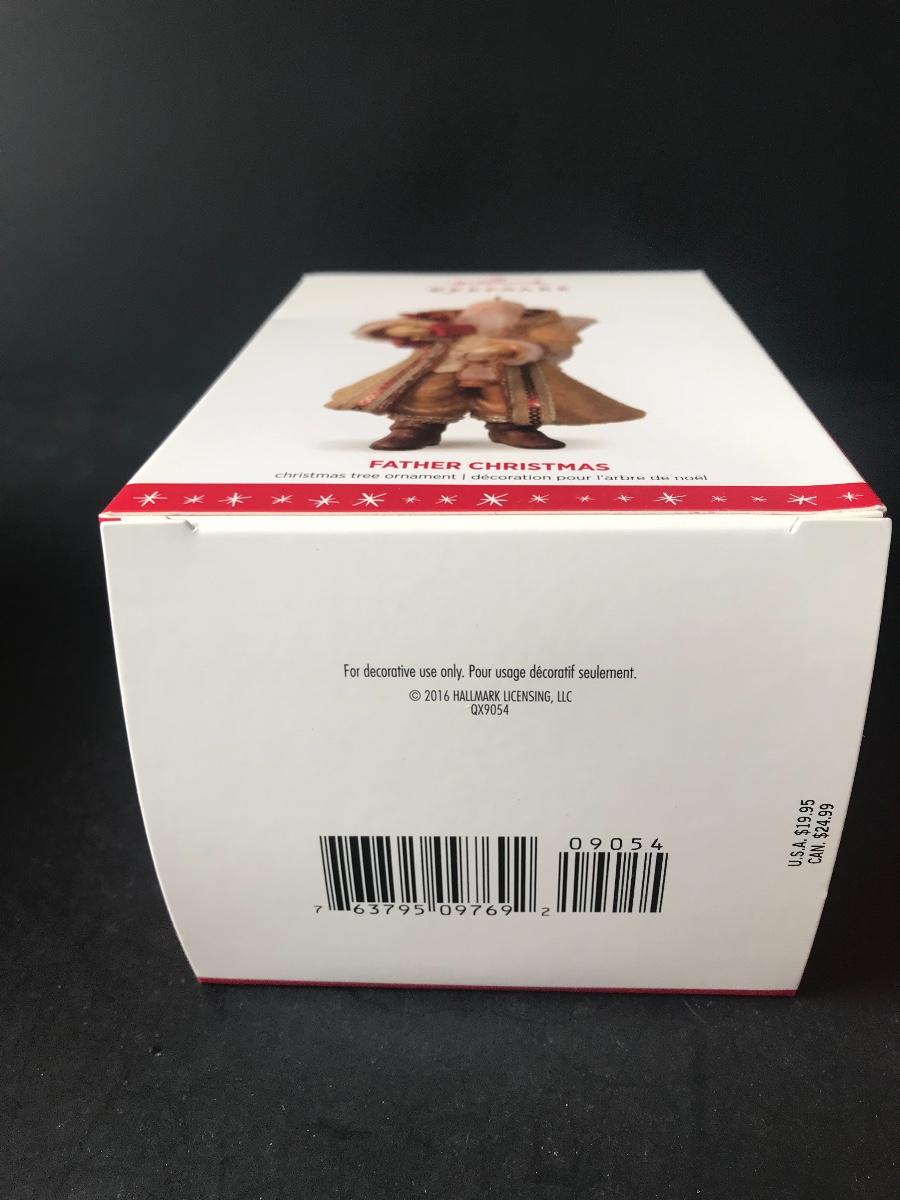 KEEPSAKE
FATHER CHRISTMAS
christmas tree ornament | décoration pour l'arbre de noël
For decorative use only. Pour usage décoratif seulement.
© 2016 HALLMARK LICENSING, LLC
QX9054
U.S.A. $19.95
CAN. $24.99
09054
7 63795 09769 2